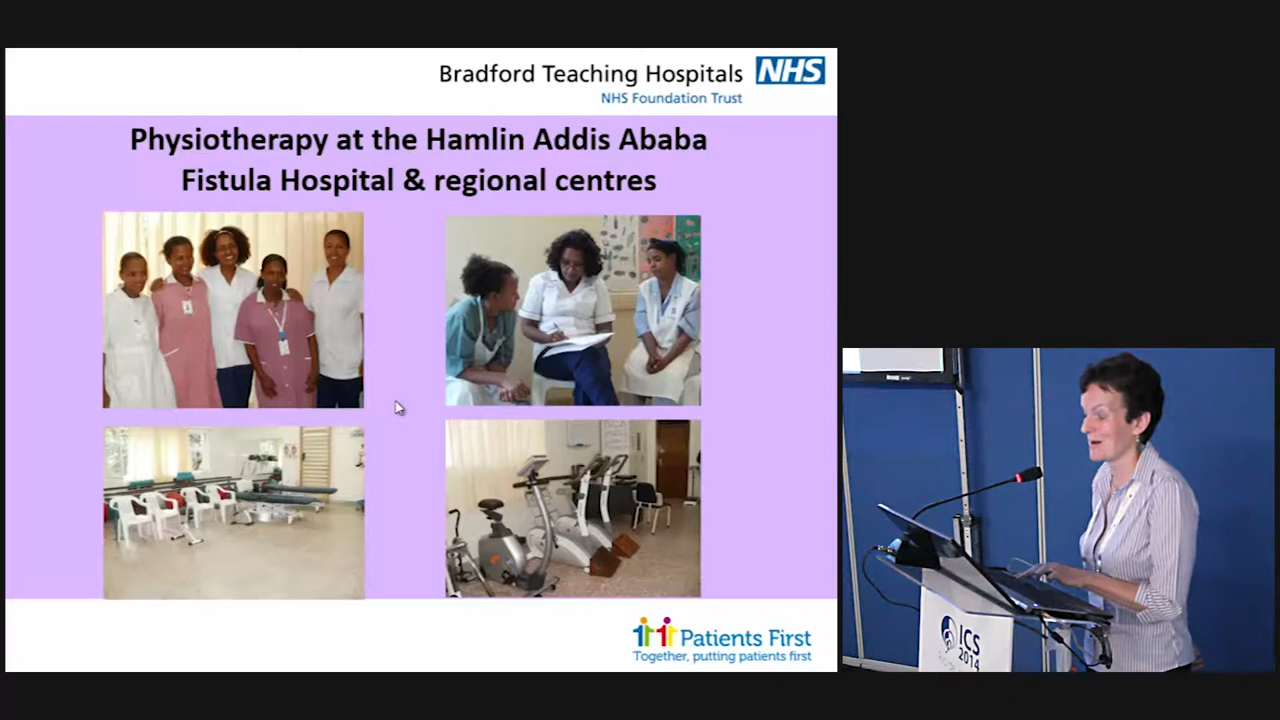 Bradford Teaching Hospitals NHS
NHS Foundation Trust
Physiotherapy at the Hamlin Addis Ababa
Fistula Hospital & regional centres
Patients First
Together, putting patients first
ICS
2014